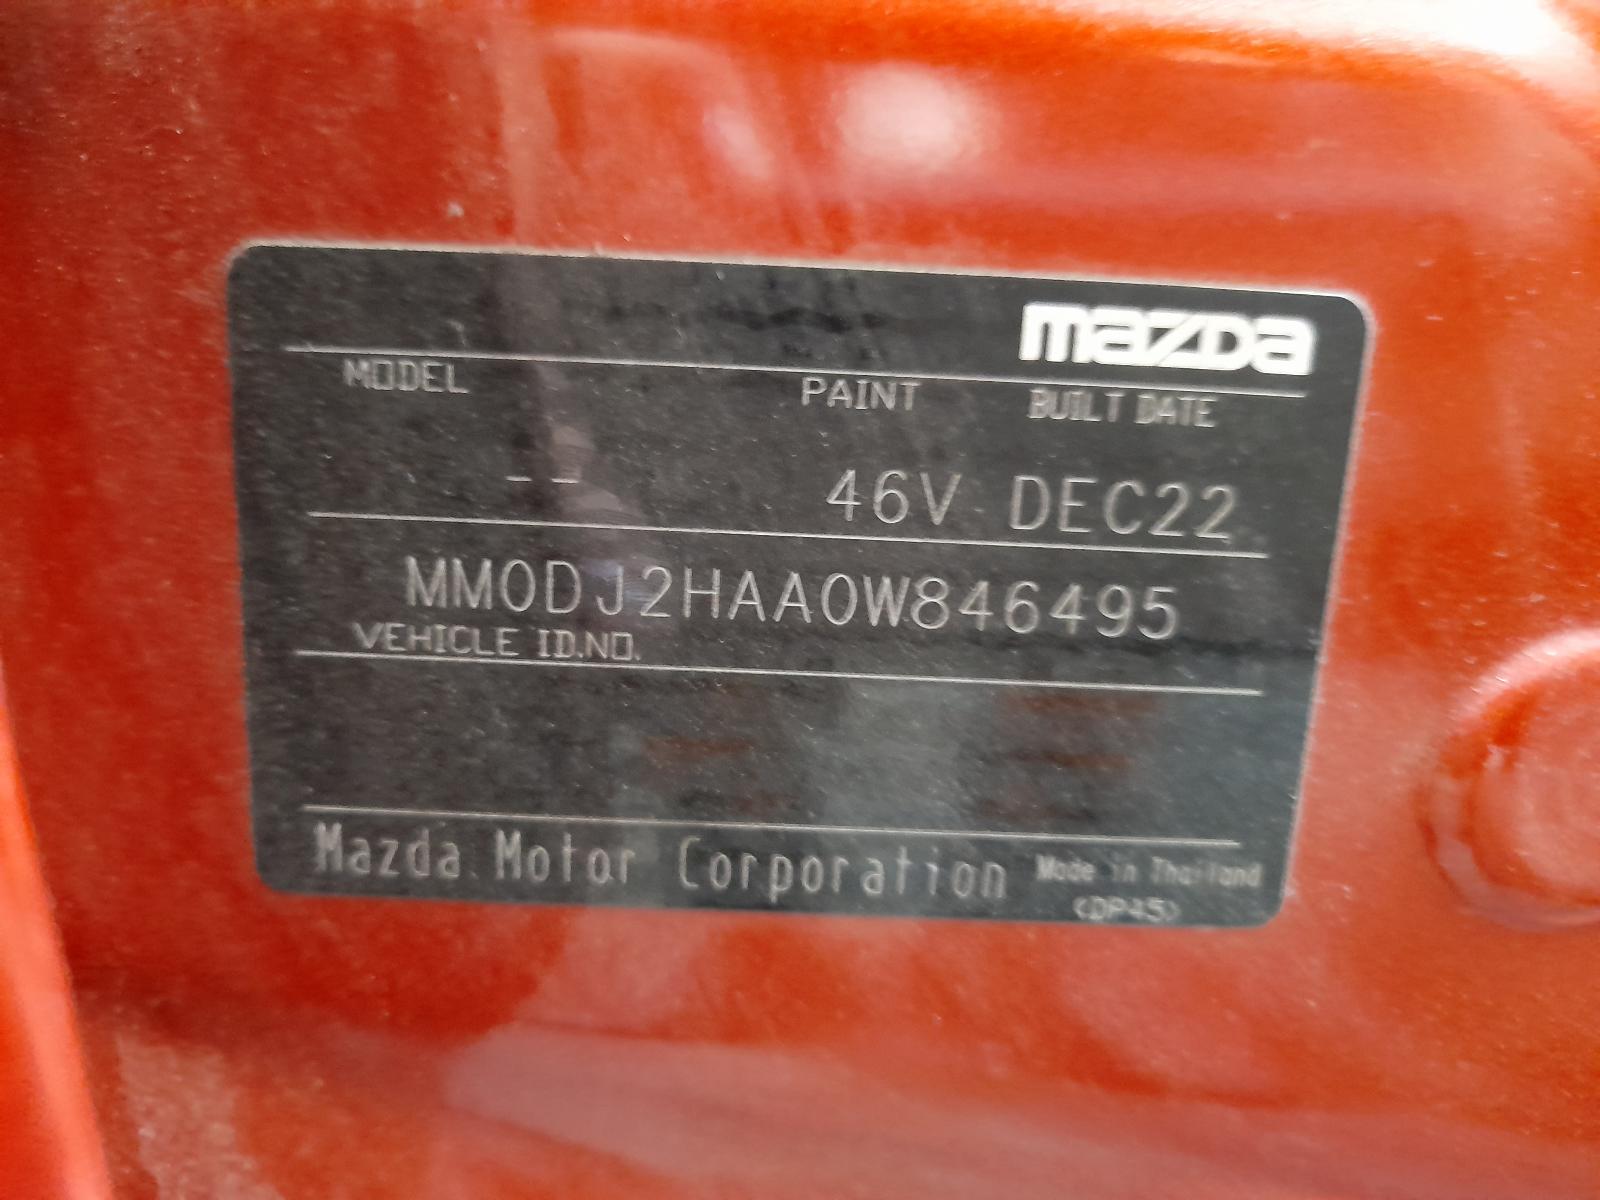 mazda
MODEL PAINT BUILT DATE
-- 46V DEC22
MM0DJ2HAA0W846495
VEHICLE ID.NO.
Mazda Motor Corporation Made in Thailand
<DP45>